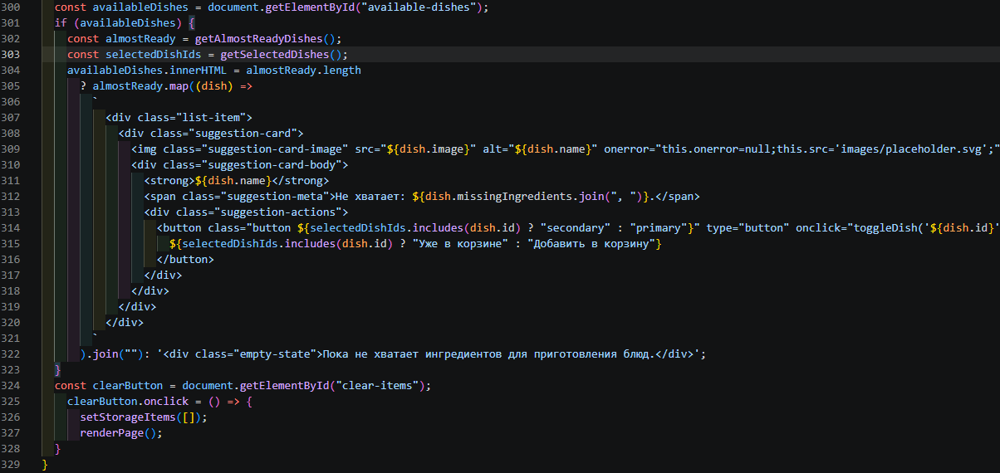 300 const availableDishes = document.getElementById("available-dishes");
301 if (availableDishes) {
302 const almostReady = getAlmostReadyDishes();
303 const selectedDishIds = getSelectedDishes();
304 availableDishes.innerHTML = almostReady.length
305 ? almostReady.map((dish) =>
306 `
307 <div class="list-item">
308 <div class="suggestion-card">
309 <img class="suggestion-card-image" src="${dish.image}" alt="${dish.name}" onerror="this.onerror=null;this.src='images/placeholder.svg';"
310 <div class="suggestion-card-body">
311 <strong>${dish.name}</strong>
312 <span class="suggestion-meta">Не хватает: ${dish.missingIngredients.join(", ")}.</span>
313 <div class="suggestion-actions">
314 <button class="button ${selectedDishIds.includes(dish.id) ? "secondary" : "primary"}" type="button" onclick="toggleDish('${dish.id}'
315 ${selectedDishIds.includes(dish.id) ? "Уже в корзине" : "Добавить в корзину"}
316 </button>
317 </div>
318 </div>
319 </div>
320 </div>
321 `
322 ).join(""): '<div class="empty-state">Пока не хватает ингредиентов для приготовления блюд.</div>';
323 }
324 const clearButton = document.getElementById("clear-items");
325 clearButton.onclick = () => {
326 setStorageItems([]);
327 renderPage();
328 }
329 }